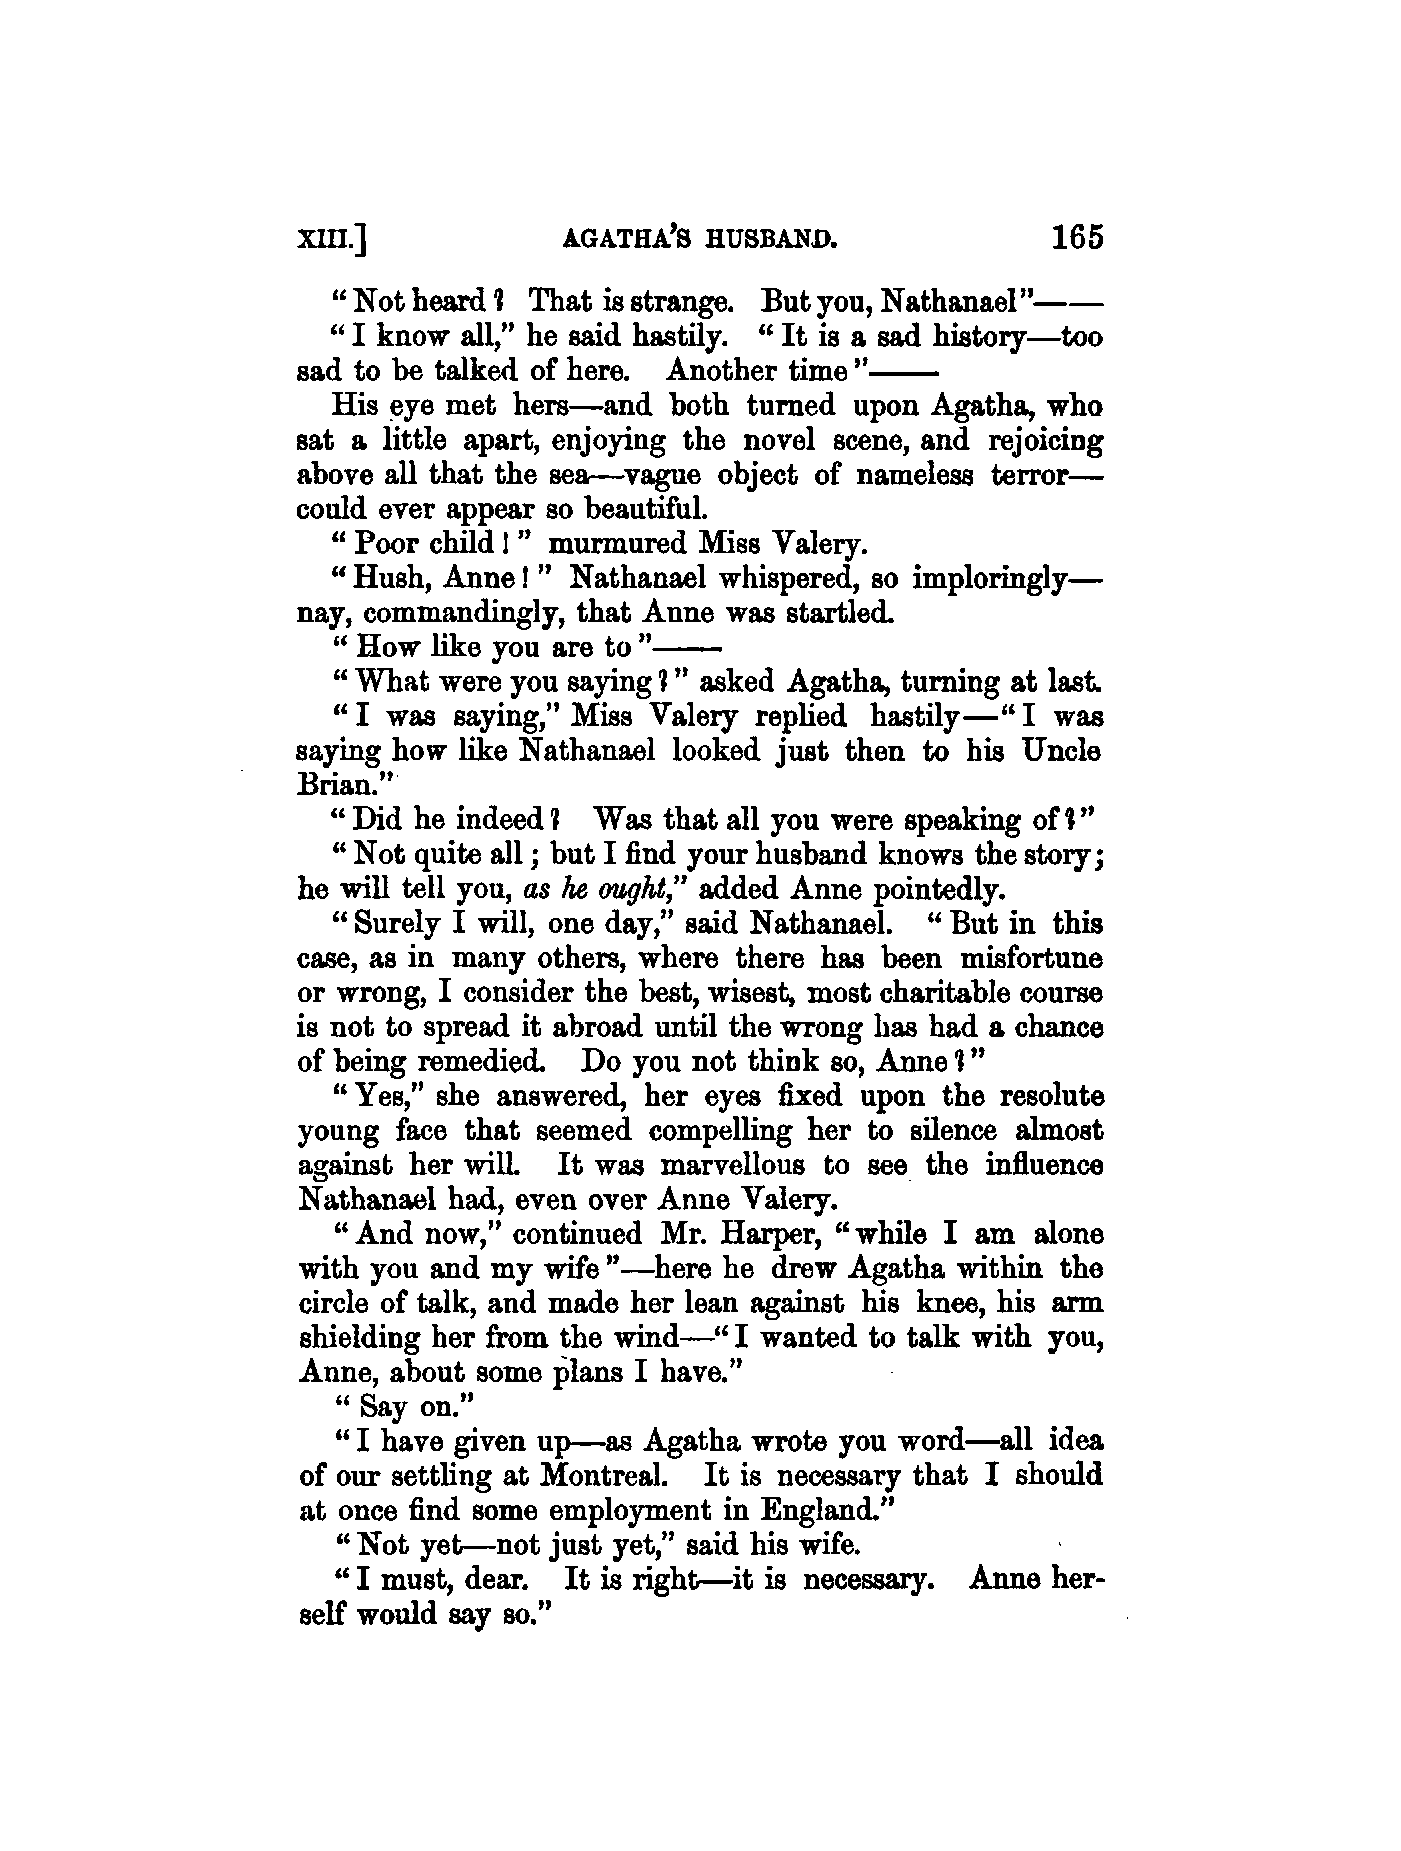 XIII.] AGATHA'S HUSBAND. 165
"Not heard? That is strange. But you, Nathanael"——
"I know all," he said hastily. "It is a sad history—too
sad to be talked of here. Another time"——
His eye met hers—and both turned upon Agatha, who
sat a little apart, enjoying the novel scene, and rejoicing
above all that the sea—vague object of nameless terror—
could ever appear so beautiful.
"Poor child!" murmured Miss Valery.
"Hush, Anne!" Nathanael whispered, so imploringly—
nay, commandingly, that Anne was startled.
"How like you are to"——
"What were you saying?" asked Agatha, turning at last.
"I was saying," Miss Valery replied hastily—"I was
saying how like Nathanael looked just then to his Uncle
Brian."
"Did he indeed? Was that all you were speaking of?"
"Not quite all; but I find your husband knows the story;
he will tell you, as he ought," added Anne pointedly.
"Surely I will, one day," said Nathanael. "But in this
case, as in many others, where there has been misfortune
or wrong, I consider the best, wisest, most charitable course
is not to spread it abroad until the wrong has had a chance
of being remedied. Do you not think so, Anne?"
"Yes," she answered, her eyes fixed upon the resolute
young face that seemed compelling her to silence almost
against her will. It was marvellous to see the influence
Nathanael had, even over Anne Valery.
"And now," continued Mr. Harper, "while I am alone
with you and my wife"—here he drew Agatha within the
circle of talk, and made her lean against his knee, his arm
shielding her from the wind—"I wanted to talk with you,
Anne, about some plans I have."
"Say on."
"I have given up—as Agatha wrote you word—all idea
of our settling at Montreal. It is necessary that I should
at once find some employment in England."
"Not yet—not just yet," said his wife.
"I must, dear. It is right—it is necessary. Anne her-
self would say so."